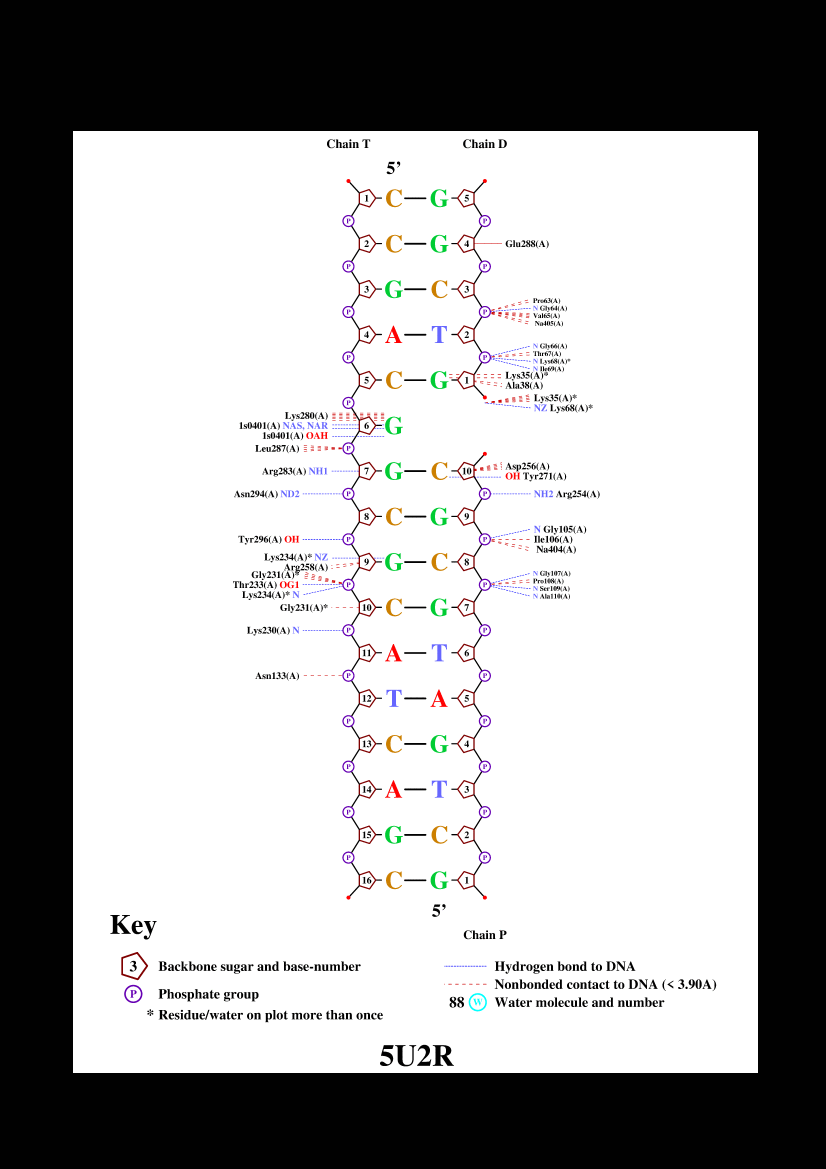 Chain T Chain D
5'
1 C G 5
P P
2 C G 4 Glu288(A)
P P
3 G C 3
Pro63(A)
P P N Gly64(A)
Val65(A)
Na405(A)
4 A T 2
N Gly66(A)
P P Thr67(A)
N Lys68(A)*
N Ile69(A)
5 C G 1 Lys35(A)*
Ala38(A)
P Lys35(A)*
NZ Lys68(A)*
Lys280(A)
1s0401(A) NAS, NAR 6 G
1s0401(A) OAH
Leu287(A) P
Arg283(A) NH1 7 G C 10 Asp256(A)
OH Tyr271(A)
Asn294(A) ND2 P P NH2 Arg254(A)
8 C G 9
N Gly105(A)
Tyr296(A) OH P P Ile106(A)
Na404(A)
Lys234(A)* NZ 9 G C 8
Arg258(A)
Gly231(A)* N Gly107(A)
Thr233(A) OG1 P P Pro108(A)
Lys234(A)* N N Ser109(A)
N Ala110(A)
Gly231(A)* 10 C G 7
Lys230(A) N P P
11 A T 6
Asn133(A) P P
12 T A 5
P P
13 C G 4
P P
14 A T 3
P P
15 G C 2
P P
16 C G 1
5'
Chain P
Key
3 Backbone sugar and base-number
P Phosphate group
* Residue/water on plot more than once
Hydrogen bond to DNA
Nonbonded contact to DNA (< 3.90A)
88 W Water molecule and number
5U2R